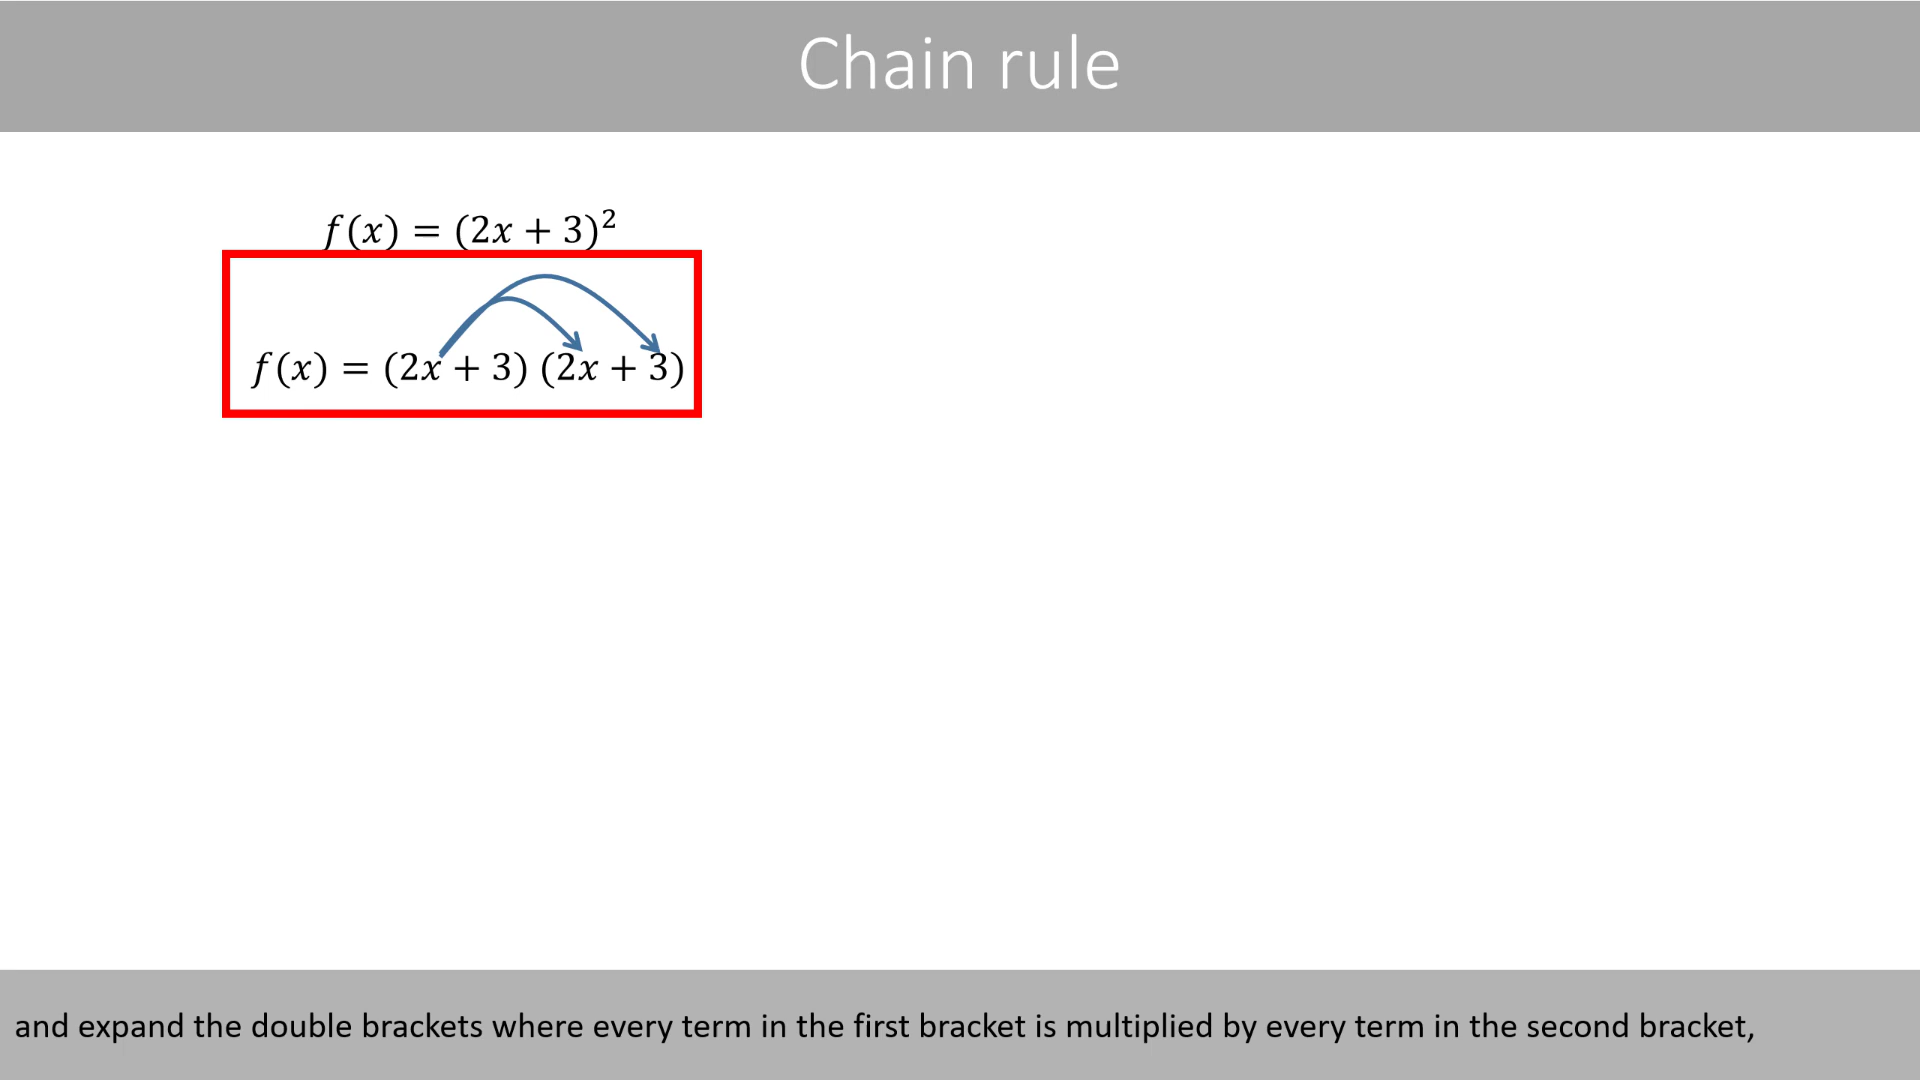 Chain rule
f(x) = (2x + 3)²
f(x) = (2x + 3) (2x + 3)
and expand the double brackets where every term in the first bracket is multiplied by every term in the second bracket,